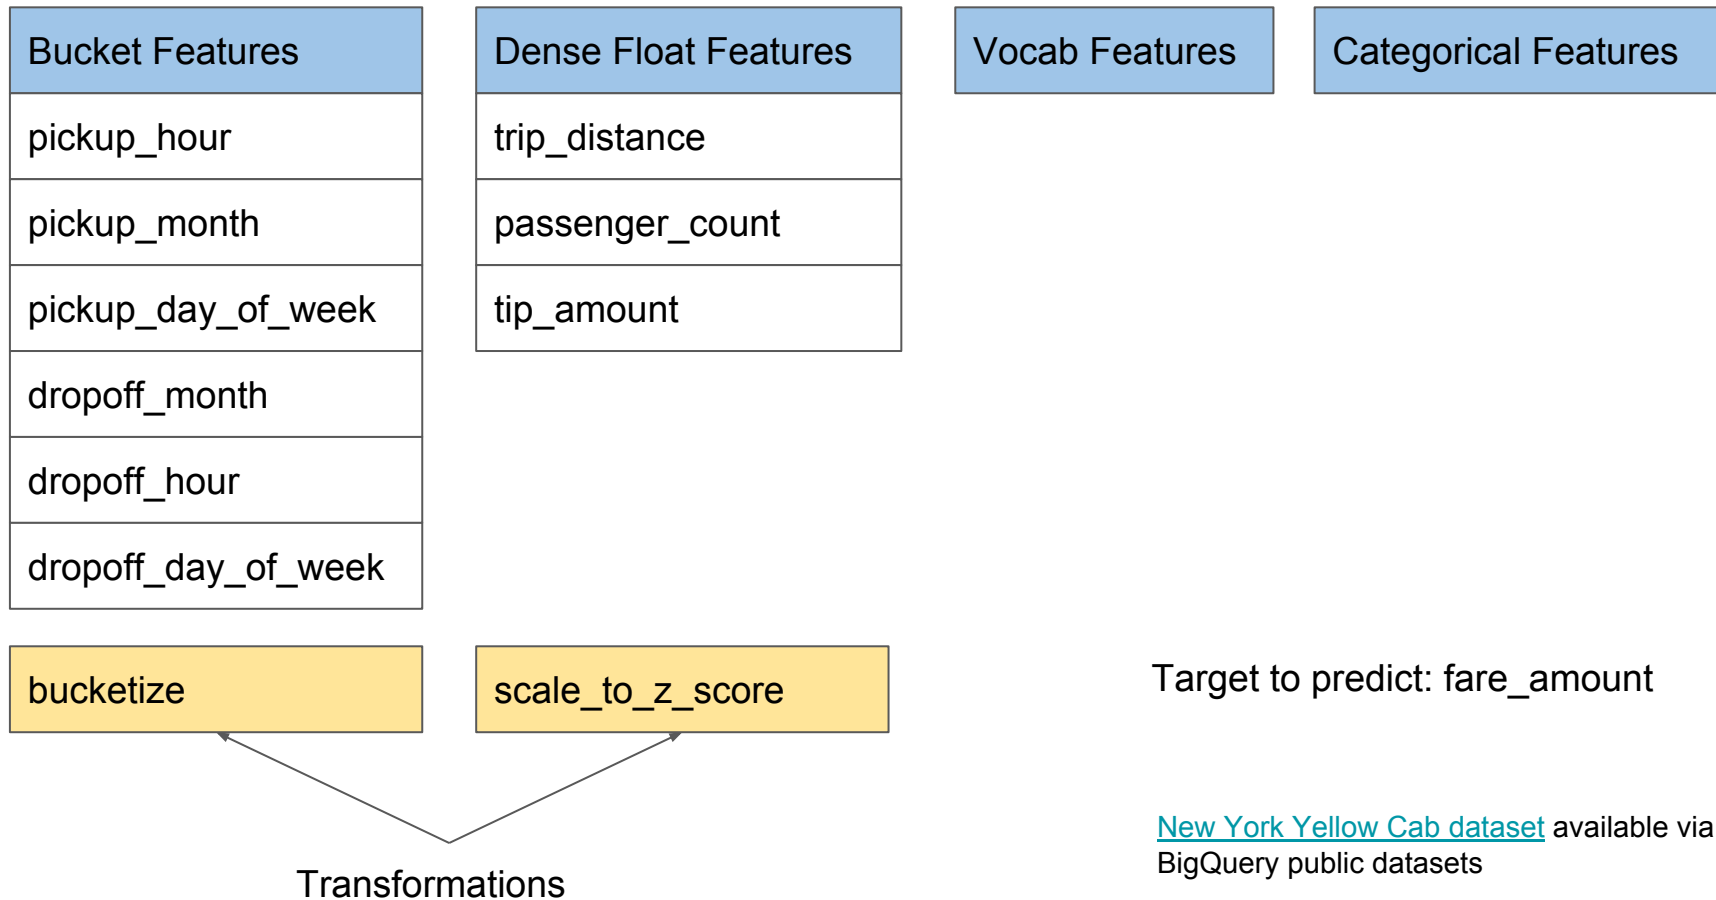 Bucket Features
pickup_hour
pickup_month
pickup_day_of_week
dropoff_month
dropoff_hour
dropoff_day_of_week
bucketize
Dense Float Features
trip_distance
passenger_count
tip_amount
scale_to_z_score
Transformations
Vocab Features
Categorical Features
Target to predict: fare_amount
New York Yellow Cab dataset available via
BigQuery public datasets